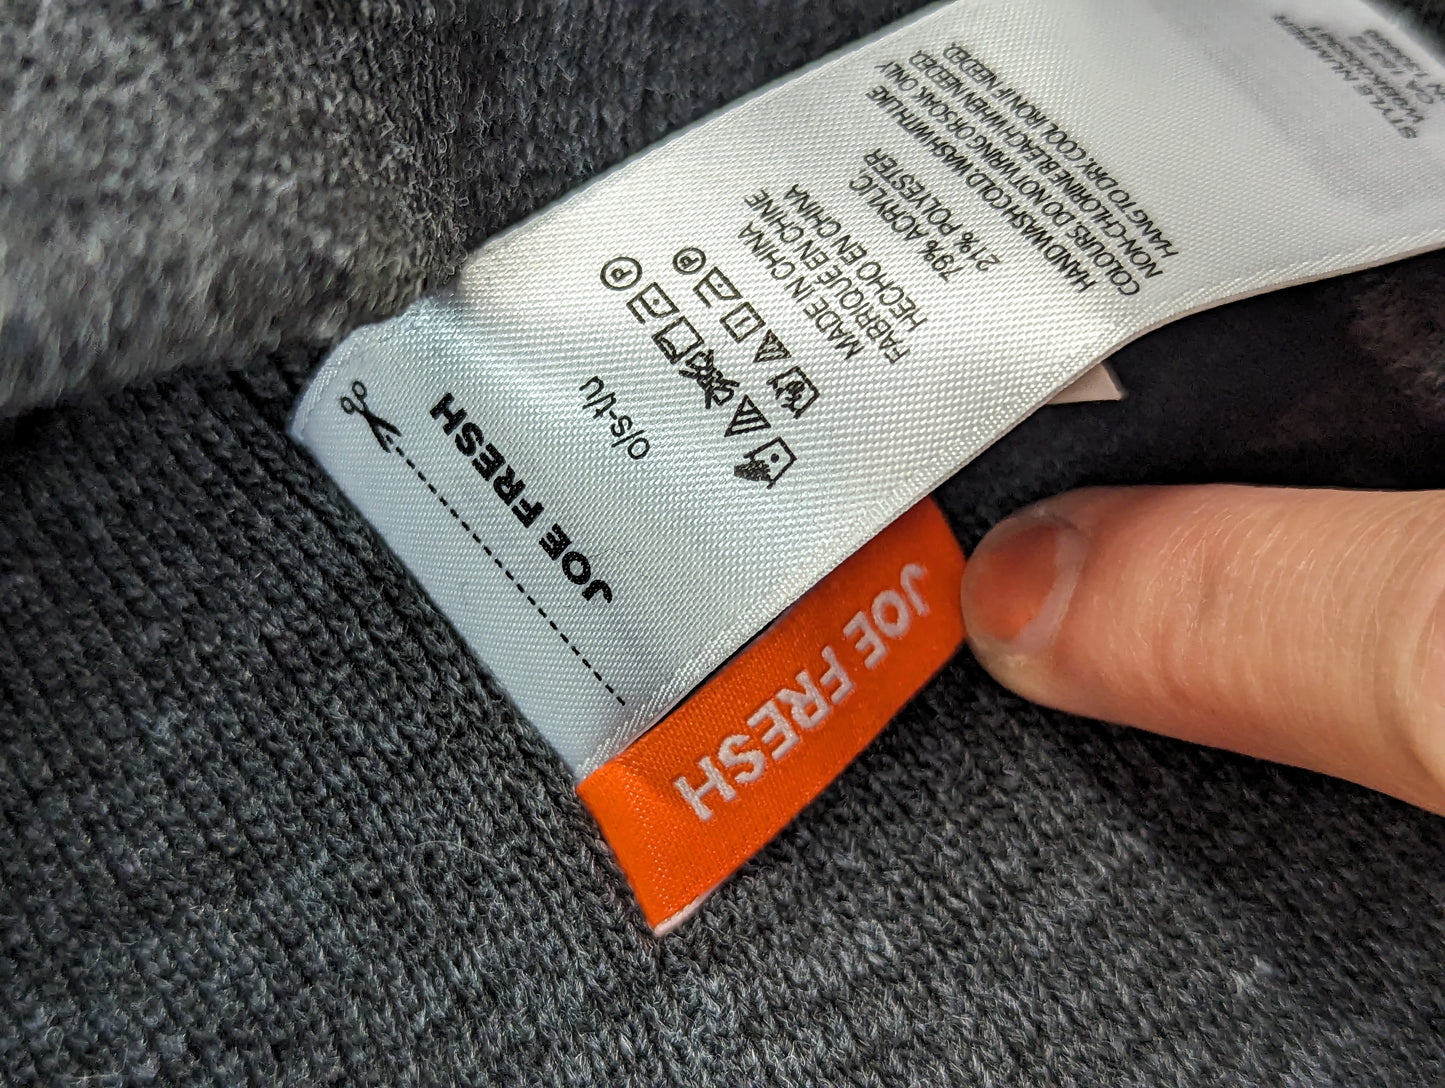 JOE FRESH
o/s-t/u
P
P
MADE IN CHINA
FABRIQUÉ EN CHINE
HECHO EN CHINA
79% ACRYLIC,
21% POLYESTER
HAND WASH COLD. WASH WITH LIKE
COLOURS. DO NOT WRING OR SOAK. ONLY
NON-CHLORINE BLEACH WHEN NEEDED.
HANG TO DRY. COOL IRON IF NEEDED.
STYLE NUMBER
JOE FRESH